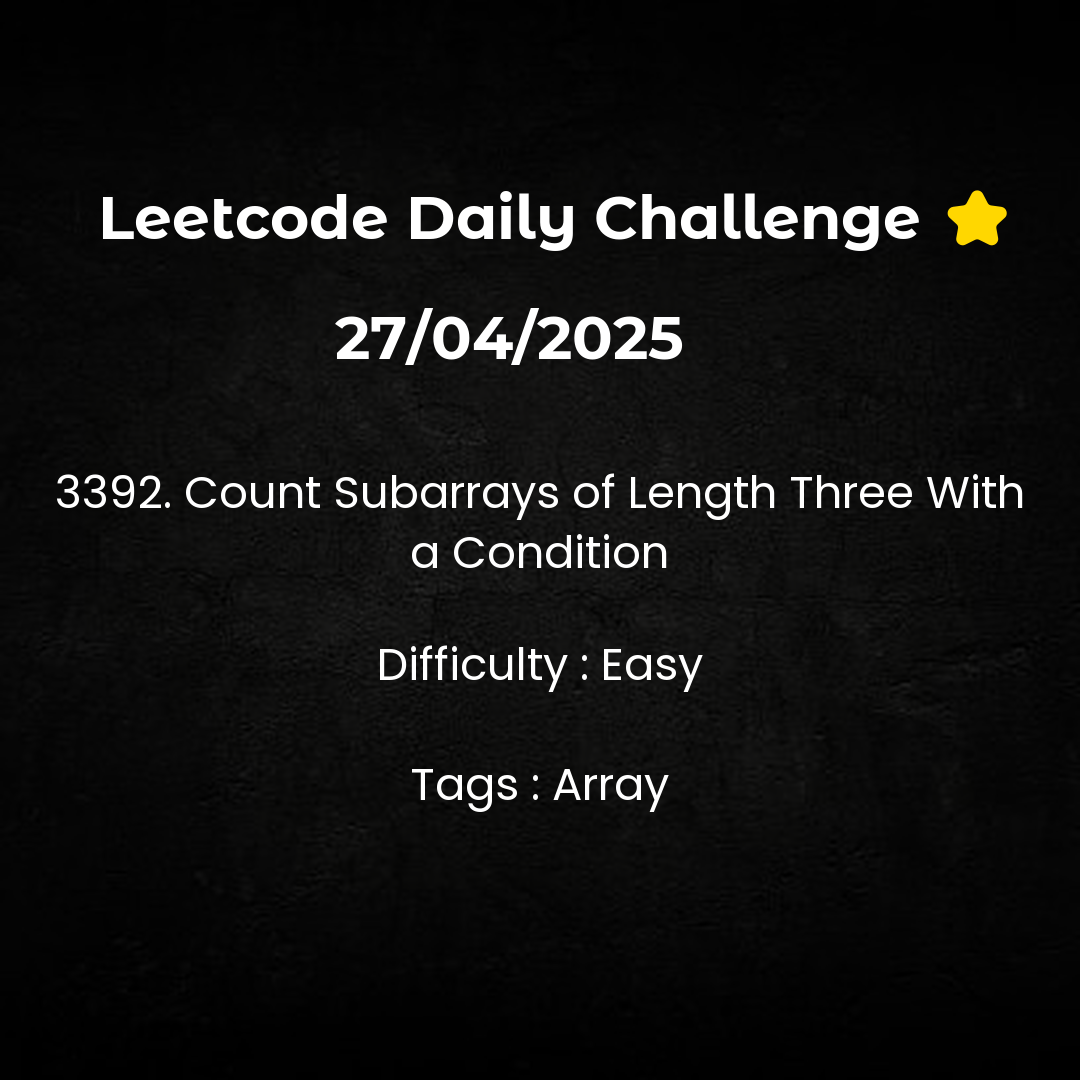 Leetcode Daily Challenge
27/04/2025
3392. Count Subarrays of Length Three With
a Condition
Difficulty : Easy
Tags : Array